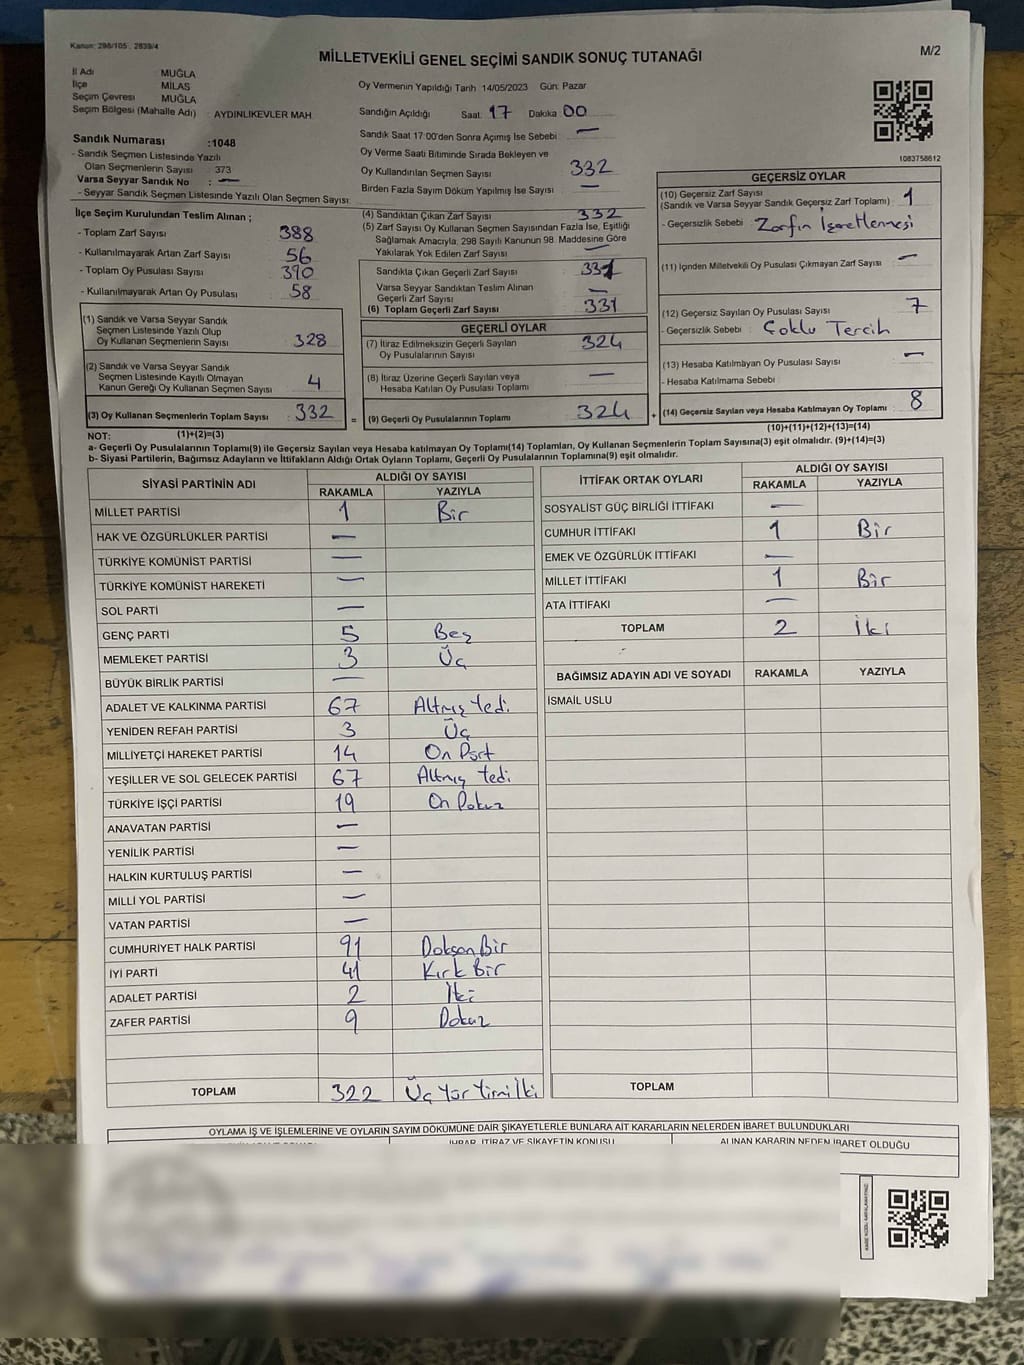 Kanun: 298/105 , 2839/4
MİLLETVEKİLİ GENEL SEÇİMİ SANDIK SONUÇ TUTANAĞI
M/2
İl Adı : MUĞLA
İlçe : MİLAS
Seçim Çevresi : MUĞLA
Seçim Bölgesi (Mahalle Adı) : AYDINLIKEVLER MAH.
Oy Vermenin Yapıldığı Tarih 14/05/2023 Gün: Pazar
Sandığın Açıldığı Saat: 17 Dakika 00
Sandık Saat 17:00'den Sonra Açımış İse Sebebi —
Oy Verme Saati Bitiminde Sırada Bekleyen ve
Oy Kullandırılan Seçmen Sayısı 332
Birden Fazla Sayım Döküm Yapılmış İse Sayısı —
1083758612
Sandık Numarası :1048
- Sandık Seçmen Listesinde Yazılı
Olan Seçmenlerin Sayısı : 373
Varsa Seyyar Sandık No : —
- Seyyar Sandık Seçmen Listesinde Yazılı Olan Seçmen Sayısı:
İlçe Seçim Kurulundan Teslim Alınan ;
- Toplam Zarf Sayısı 388
- Kullanılmayarak Artan Zarf Sayısı 56
- Toplam Oy Pusulası Sayısı 390
- Kullanılmayarak Artan Oy Pusulası 58
(1) Sandık ve Varsa Seyyar Sandık
Seçmen Listesinde Yazılı Olup
Oy Kullanan Seçmenlerin Sayısı 328
(2) Sandık ve Varsa Seyyar Sandık
Seçmen Listesinde Kayıtlı Olmayan
Kanun Gereği Oy Kullanan Seçmen Sayısı 4
(3) Oy Kullanan Seçmenlerin Toplam Sayısı : 332
(1)+(2)=(3)
(4) Sandıktan Çıkan Zarf Sayısı 332
(5) Zarf Sayısı Oy Kullanan Seçmen Sayısından Fazla İse, Eşitliği
Sağlamak Amacıyla, 298 Sayılı Kanunun 98. Maddesine Göre
Yakılarak Yok Edilen Zarf Sayısı —
Sandıkta Çıkan Geçerli Zarf Sayısı 331
Varsa Seyyar Sandıktan Teslim Alınan
Geçerli Zarf Sayısı —
(6) Toplam Geçerli Zarf Sayısı 331
GEÇERLİ OYLAR
(7) İtiraz Edilmeksizin Geçerli Sayılan
Oy Pusulalarının Sayısı 324
(8) İtiraz Üzerine Geçerli Sayılan veya
Hesaba Katılan Oy Pusulası Toplamı —
= (9) Geçerli Oy Pusulalarının Toplamı 324
GEÇERSİZ OYLAR
(10) Geçersiz Zarf Sayısı
(Sandık ve Varsa Seyyar Sandık Geçersiz Zarf Toplamı) : 1
- Geçersizlik Sebebi : Zarfın İşaretlenmesi
(11) İçinden Milletvekili Oy Pusulası Çıkmayan Zarf Sayısı —
(12) Geçersiz Sayılan Oy Pusulası Sayısı 7
- Geçersizlik Sebebi : Çoklu Tercih
(13) Hesaba Katılmayan Oy Pusulası Sayısı —
- Hesaba Katılmama Sebebi
+ (14) Geçersiz Sayılan veya Hesaba Katılmayan Oy Toplamı 8
(10)+(11)+(12)+(13)=(14)
NOT:
a- Geçerli Oy Pusulalarının Toplamı(9) ile Geçersiz Sayılan veya Hesaba katılmayan Oy Toplamı(14) Toplamları, Oy Kullanan Seçmenlerin Toplam Sayısına(3) eşit olmalıdır. (9)+(14)=(3)
b- Siyasi Partilerin, Bağımsız Adayların ve İttifakların Aldığı Ortak Oyların Toplamı, Geçerli Oy Pusulalarının Toplamına(9) eşit olmalıdır.
SİYASİ PARTİNİN ADI ALDIĞI OY SAYISI
RAKAMLA YAZIYLA
MİLLET PARTİSİ 1 Bir
HAK VE ÖZGÜRLÜKLER PARTİSİ —
TÜRKİYE KOMÜNİST PARTİSİ —
TÜRKİYE KOMÜNİST HAREKETİ —
SOL PARTİ —
GENÇ PARTİ 5 Beş
MEMLEKET PARTİSİ 3 Üç
BÜYÜK BİRLİK PARTİSİ —
ADALET VE KALKINMA PARTİSİ 67 Altmış Yedi
YENİDEN REFAH PARTİSİ 3 Üç
MİLLİYETÇİ HAREKET PARTİSİ 14 On Dört
YEŞİLLER VE SOL GELECEK PARTİSİ 67 Altmış Yedi
TÜRKİYE İŞÇİ PARTİSİ 19 On Dokuz
ANAVATAN PARTİSİ —
YENİLİK PARTİSİ —
HALKIN KURTULUŞ PARTİSİ —
MİLLİ YOL PARTİSİ —
VATAN PARTİSİ —
CUMHURİYET HALK PARTİSİ 91 Doksan Bir
İYİ PARTİ 41 Kırk Bir
ADALET PARTİSİ 2 İki
ZAFER PARTİSİ 9 Dokuz
TOPLAM 322 Üç Yüz Yirmi İki
İTTİFAK ORTAK OYLARI ALDIĞI OY SAYISI
RAKAMLA YAZIYLA
SOSYALİST GÜÇ BİRLİĞİ İTTİFAKI —
CUMHUR İTTİFAKI 1 Bir
EMEK VE ÖZGÜRLÜK İTTİFAKI —
MİLLET İTTİFAKI 1 Bir
ATA İTTİFAKI —
TOPLAM 2 İki
BAĞIMSIZ ADAYIN ADI VE SOYADI RAKAMLA YAZIYLA
İSMAİL USLU
TOPLAM
OYLAMA İŞ VE İŞLEMLERİNE VE OYLARIN SAYIM DÖKÜMÜNE DAİR ŞİKAYETLERLE BUNLARA AİT KARARLARIN NELERDEN İBARET BULUNDUKLARI
İHBAR, İTİRAZ VE ŞİKAYETİN KONUSU ALINAN KARARIN NEDEN İBARET OLDUĞU